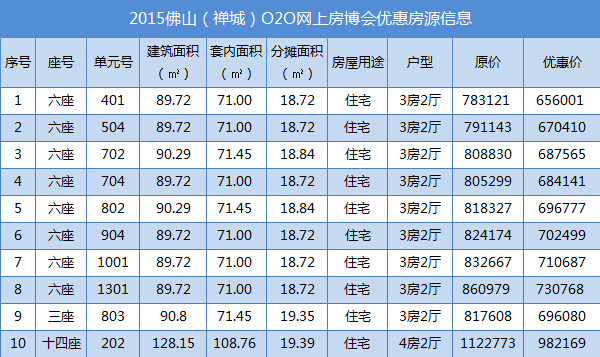 2015佛山（禅城）O2O网上房博会优惠房源信息
序号 座号 单元号 建筑面积（㎡） 套内面积（㎡） 分摊面积（㎡） 房屋用途 户型 原价 优惠价
1 六座 401 89.72 71.00 18.72 住宅 3房2厅 783121 656001
2 六座 504 89.72 71.00 18.72 住宅 3房2厅 791143 670410
3 六座 702 90.29 71.45 18.84 住宅 3房2厅 808830 687565
4 六座 704 89.72 71.00 18.72 住宅 3房2厅 805299 684141
5 六座 802 90.29 71.45 18.84 住宅 3房2厅 818327 696777
6 六座 904 89.72 71.00 18.72 住宅 3房2厅 824174 702499
7 六座 1001 89.72 71.00 18.72 住宅 3房2厅 832667 710687
8 六座 1301 89.72 71.00 18.72 住宅 3房2厅 860979 730768
9 三座 803 90.8 71.45 19.35 住宅 3房2厅 817608 696080
10 十四座 202 128.15 108.76 19.39 住宅 4房2厅 1122773 982169